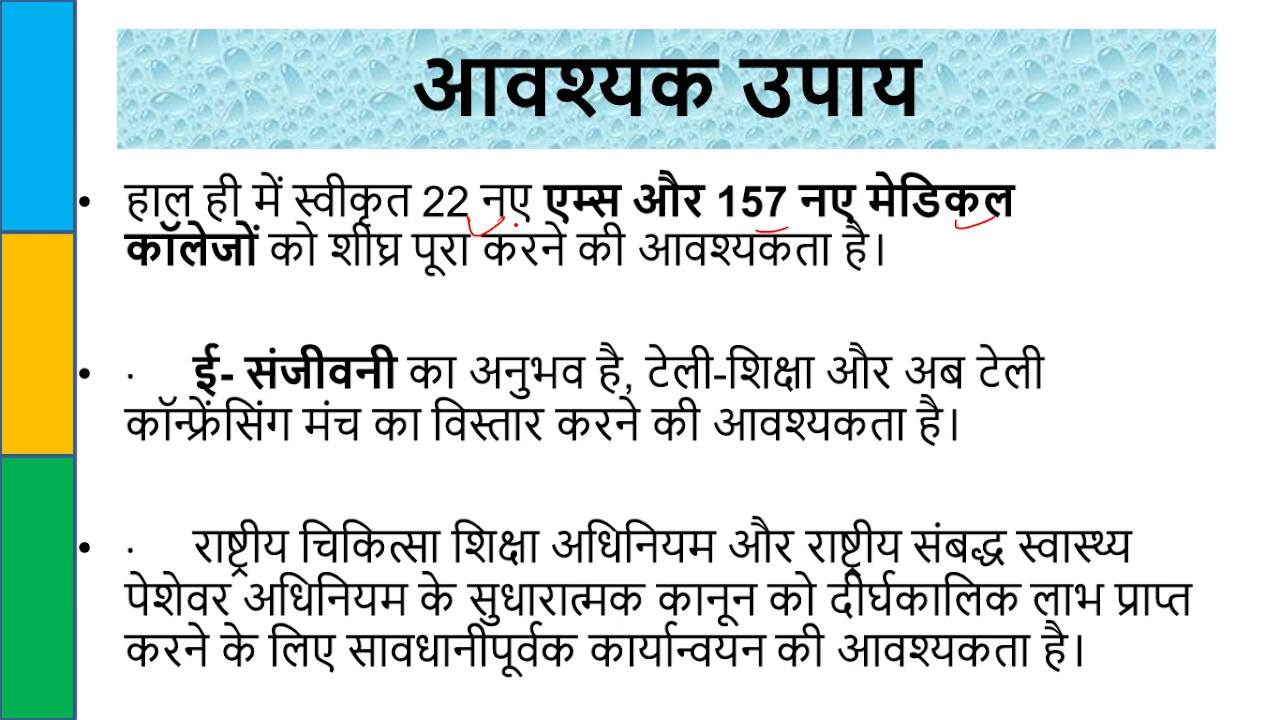 आवश्यक उपाय
• हाल ही में स्वीकृत 22 नए एम्स और 157 नए मेडिकल
कॉलेजों को शीघ्र पूरा करने की आवश्यकता है।
• · ई- संजीवनी का अनुभव है, टेली-शिक्षा और अब टेली
कॉन्फ्रेंसिंग मंच का विस्तार करने की आवश्यकता है।
• · राष्ट्रीय चिकित्सा शिक्षा अधिनियम और राष्ट्रीय संबद्ध स्वास्थ्य
पेशेवर अधिनियम के सुधारात्मक कानून को दीर्घकालिक लाभ प्राप्त
करने के लिए सावधानीपूर्वक कार्यान्वयन की आवश्यकता है।